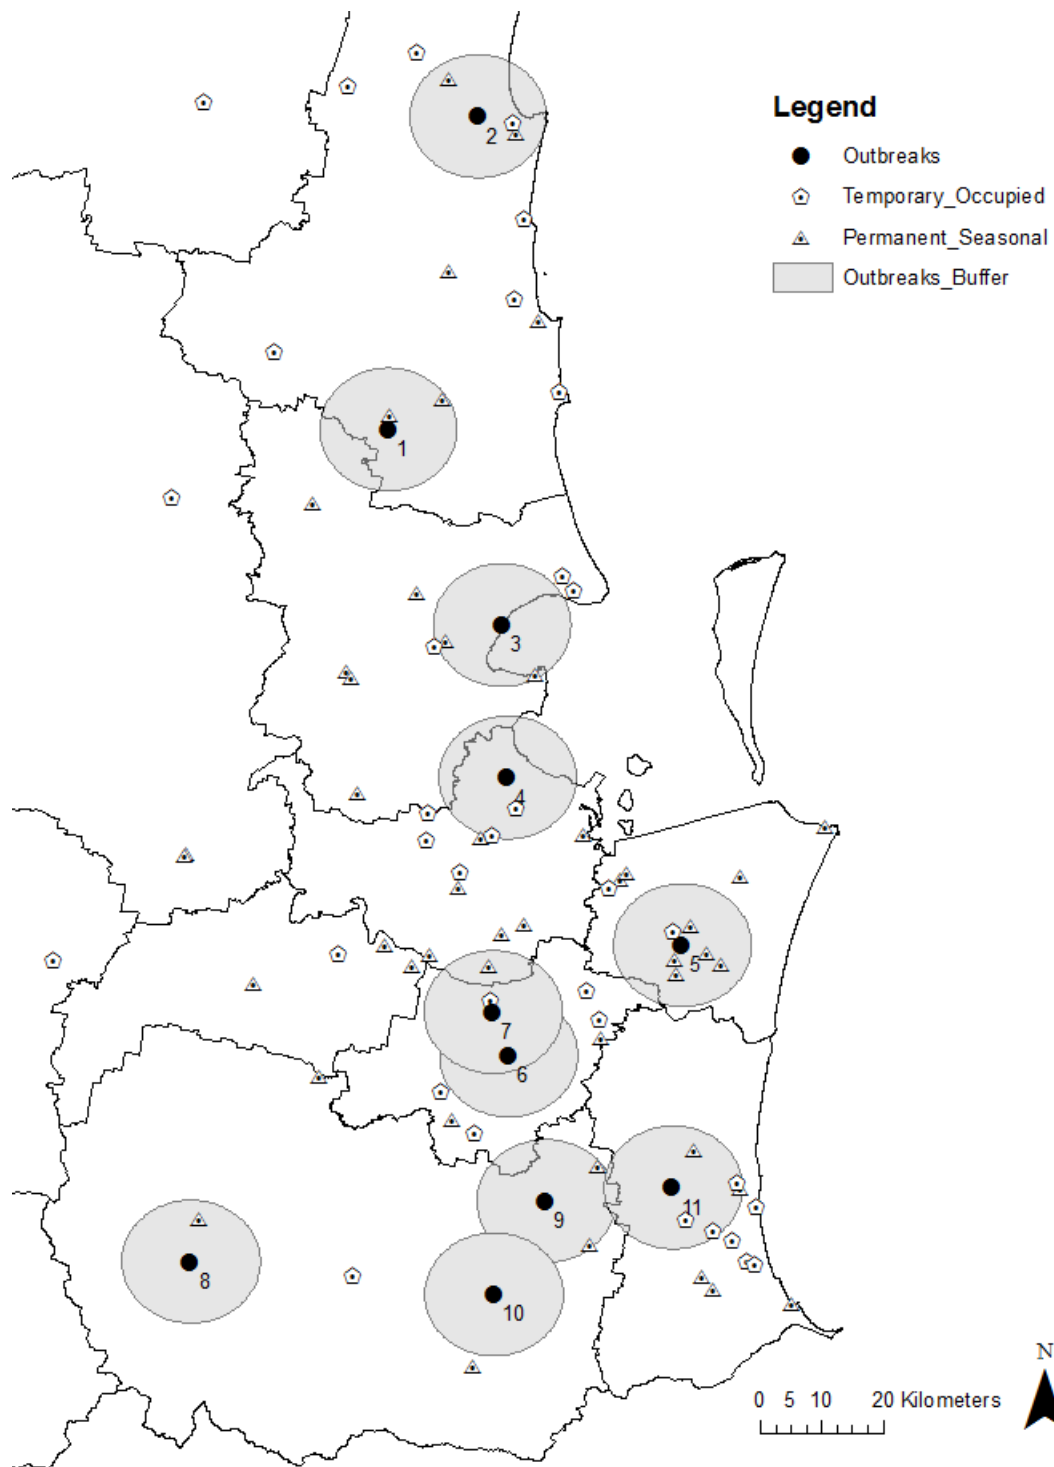 Legend
Outbreaks
Temporary_Occupied
Permanent_Seasonal
Outbreaks_Buffer
2
1
3
4
5
7
6
11
9
8
10
N
0 5 10 20 Kilometers